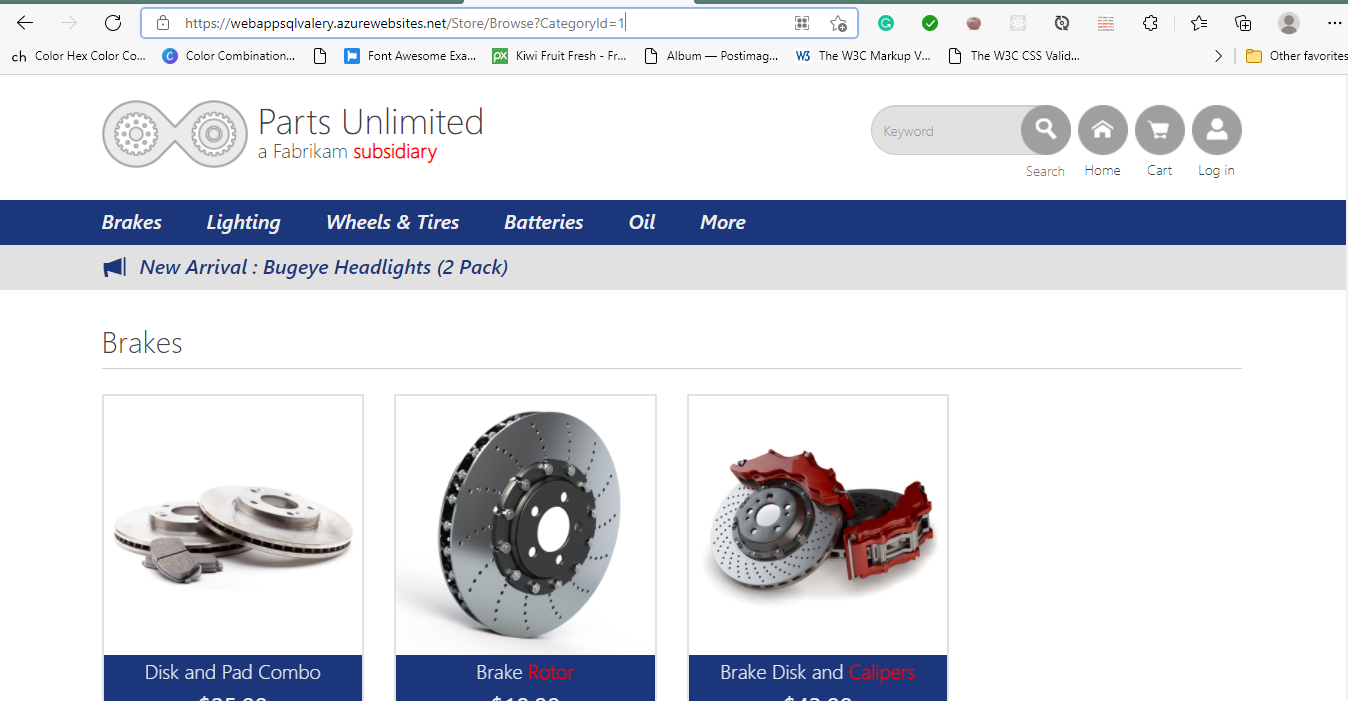 https://webappsqlvalery.azurewebsites.net/Store/Browse?CategoryId=1
ch Color Hex Color Co... C Color Combination... Font Awesome Exa... px Kiwi Fruit Fresh - Fr... Album — Postimag... W3 The W3C Markup V... The W3C CSS Valid... Other favorites
Parts Unlimited
a Fabrikam subsidiary
Keyword
Search Home Cart Log in
Brakes Lighting Wheels & Tires Batteries Oil More
New Arrival : Bugeye Headlights (2 Pack)
Brakes
Disk and Pad Combo Brake Rotor Brake Disk and Calipers